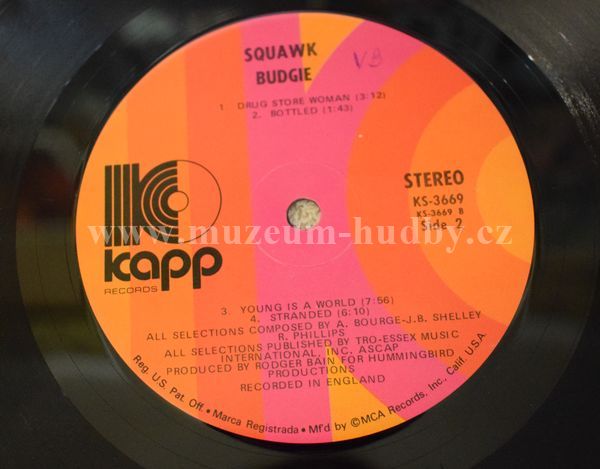 SQUAWK
BUDGIE
VB
1. DRUG STORE WOMAN (3:12)
2. BOTTLED (1:43)
STEREO
KS-3669
KS-3669 B
Side 2
www.muzeum-hudby.cz
kapp
RECORDS
3. YOUNG IS A WORLD (7:56)
4. STRANDED (6:10)
ALL SELECTIONS COMPOSED BY A. BOURGE-J.B. SHELLEY
R. PHILLIPS
ALL SELECTIONS PUBLISHED BY TRO-ESSEX MUSIC
INTERNATIONAL, INC. ASCAP
PRODUCED BY RODGER BAIN FOR HUMMINGBIRD
PRODUCTIONS
RECORDED IN ENGLAND
Reg. U.S. Pat. Off. • Marca Registrada • Mf'd by ©MCA Records, Inc., Calif. U.S.A.